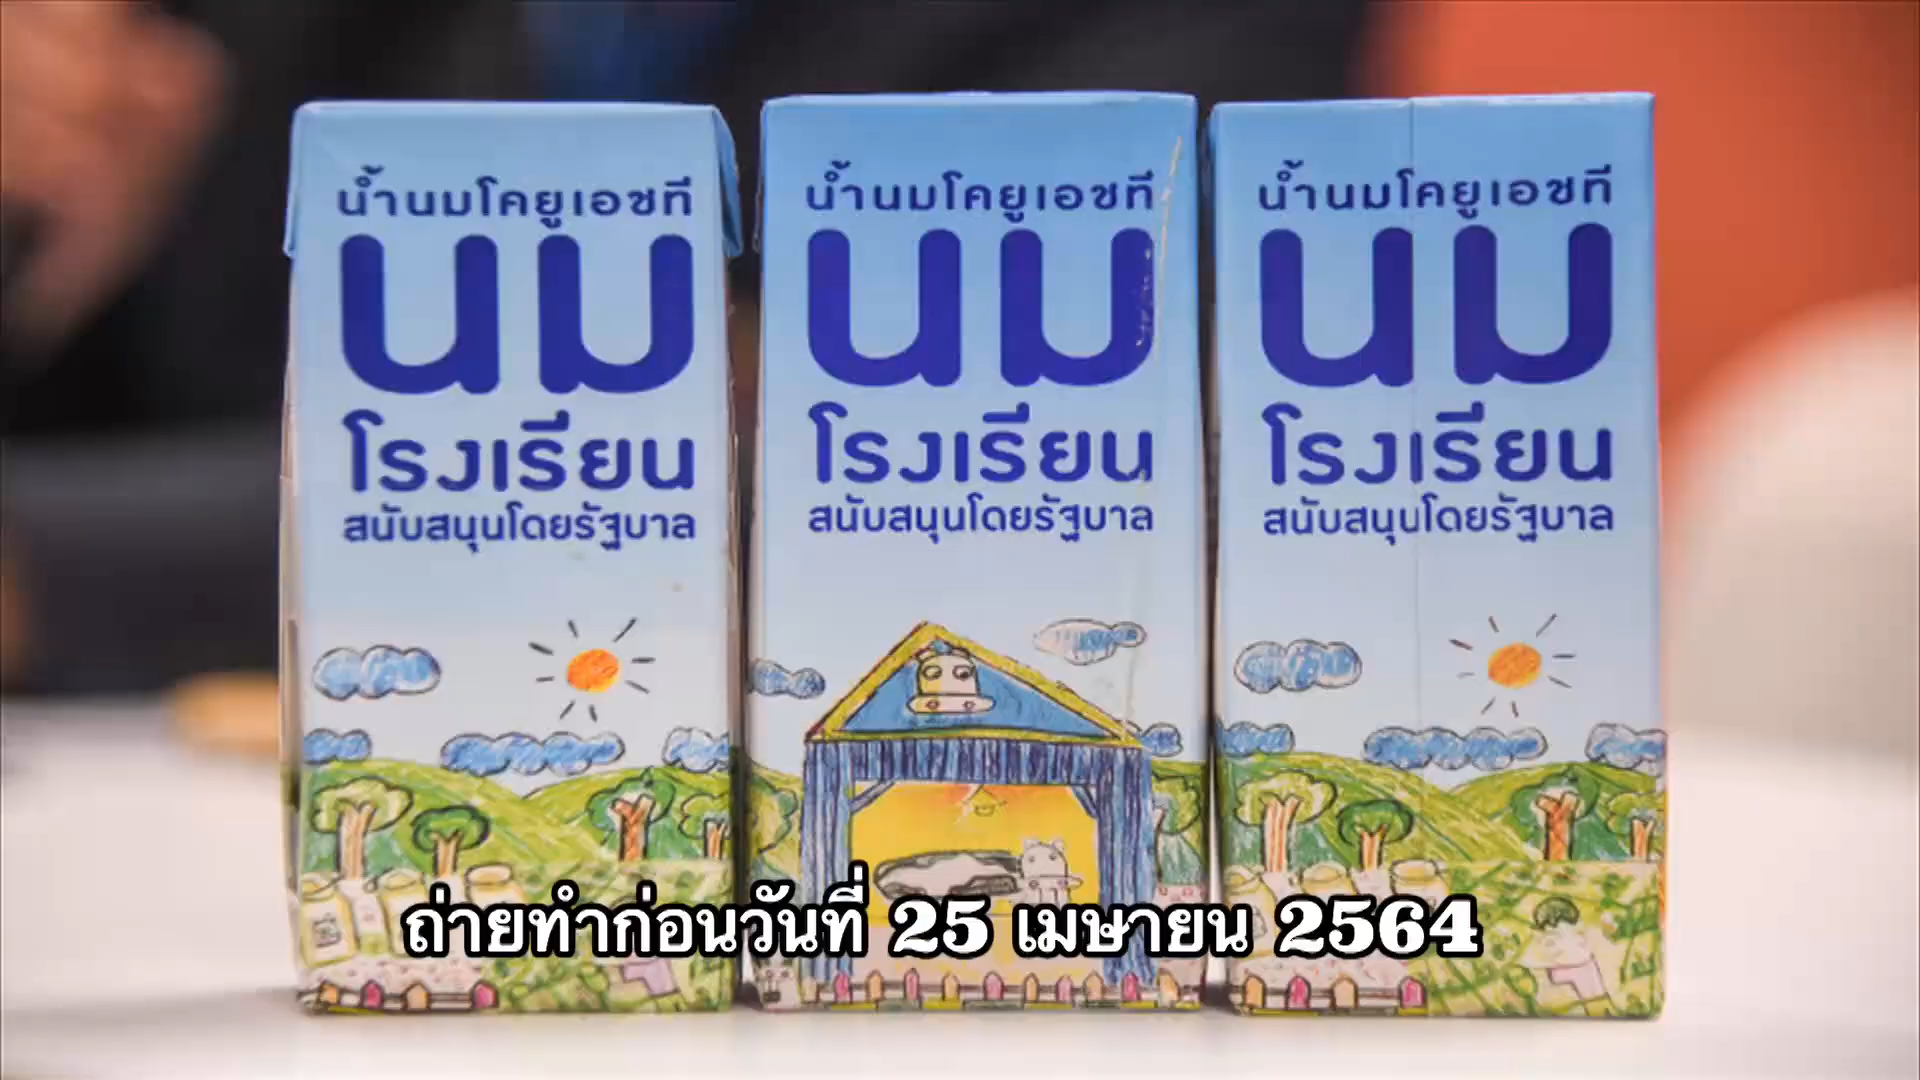 น้ำนมโคยูเอชที
นม
โรงเรียน
สนับสนุนโดยรัฐบาล
น้ำนมโคยูเอชที
นม
โรงเรียน
สนับสนุนโดยรัฐบาล
น้ำนมโคยูเอชที
นม
โรงเรียน
สนับสนุนโดยรัฐบาล
ถ่ายทำก่อนวันที่ 25 เมษายน 2564